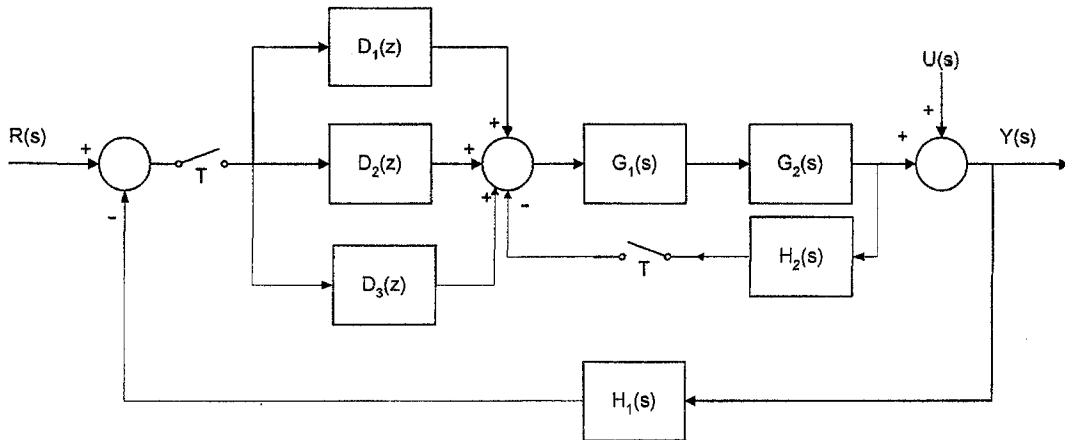 D₁(z)
U(s)
R(s)
+
+
+
+
Y(s)
+
D₂(z)
+
G₁(s)
G₂(s)
T
-
+
-
T
H₂(s)
D₃(z)
H₁(s)